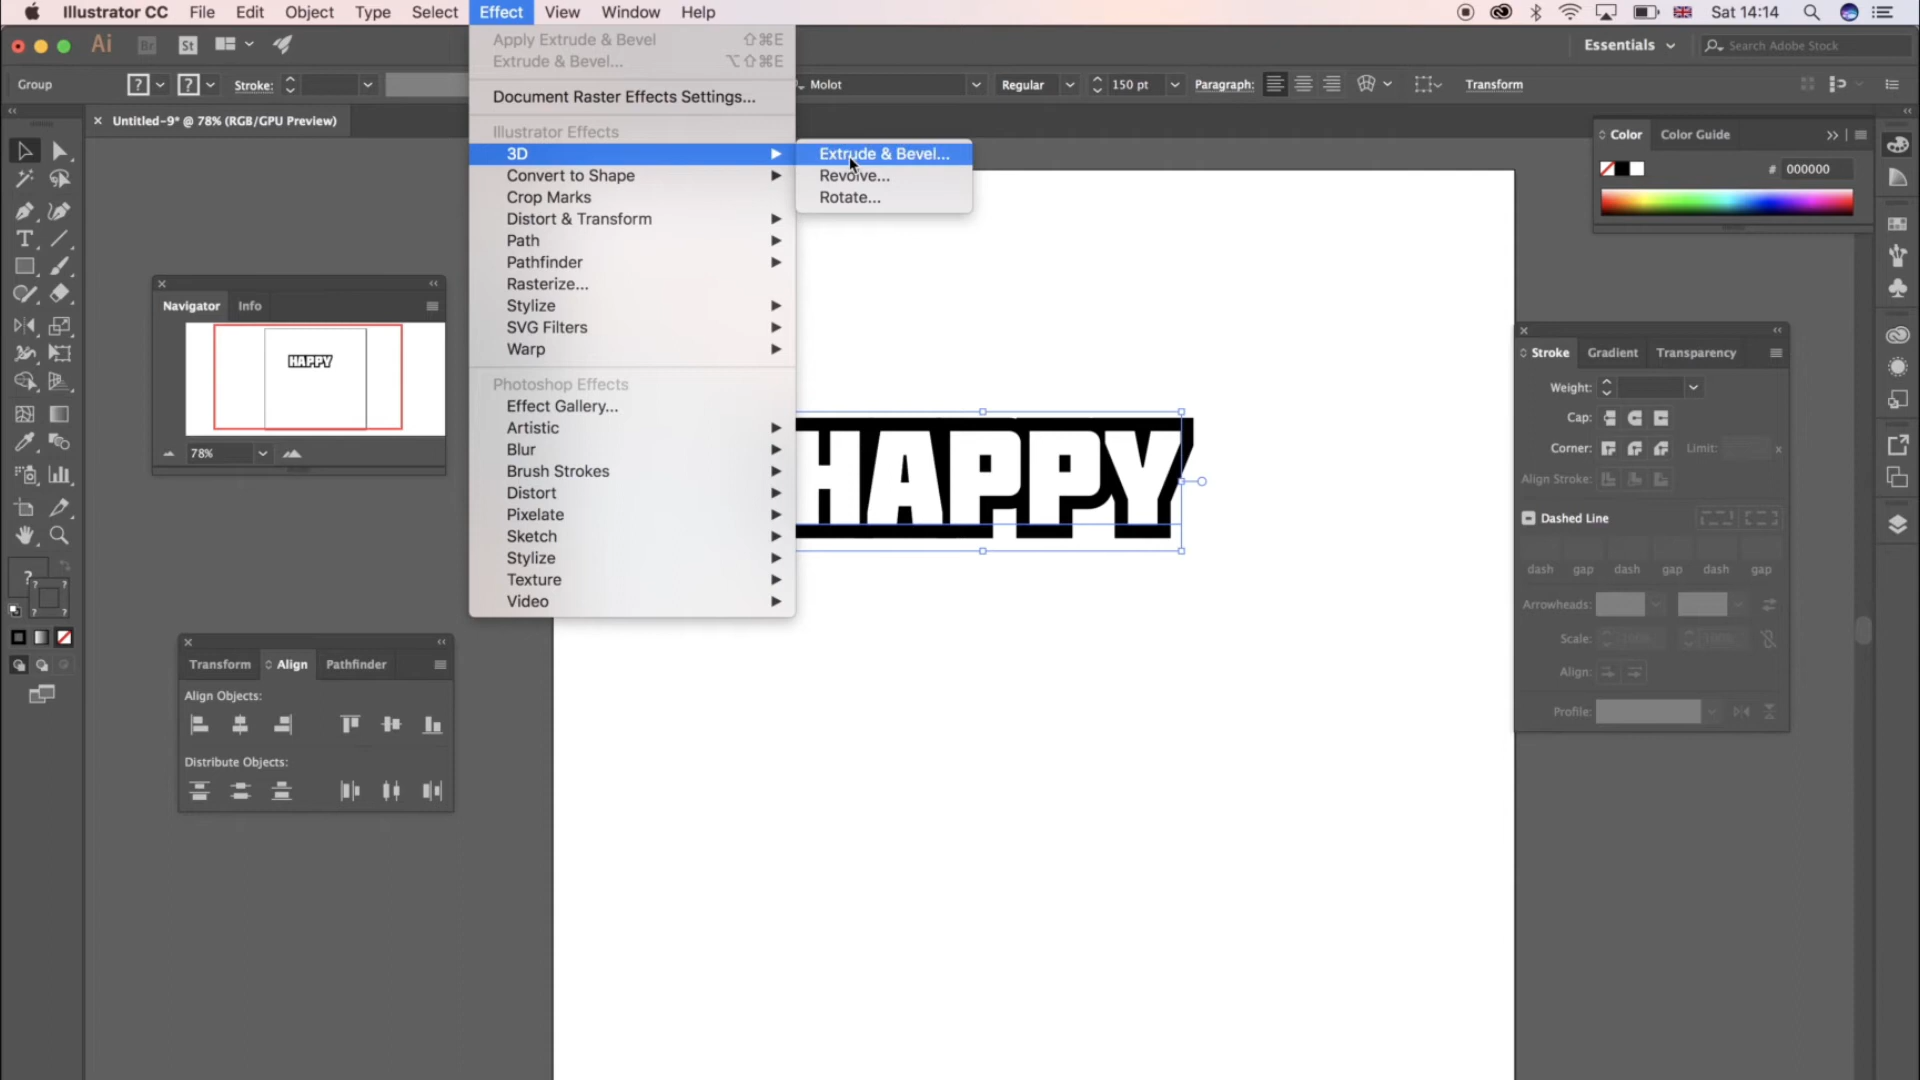 Illustrator CC File Edit Object Type Select Effect View Window Help Sat 14:14
Ai Br St Essentials Search Adobe Stock
Group ? ? Stroke: Molot Regular 150 pt Paragraph: Transform
Untitled-9* @ 78% (RGB/GPU Preview)
Apply Extrude & Bevel ⇧⌘E
Extrude & Bevel... ⌥⇧⌘E
Document Raster Effects Settings...
Illustrator Effects
3D
Convert to Shape
Crop Marks
Distort & Transform
Path
Pathfinder
Rasterize...
Stylize
SVG Filters
Warp
Photoshop Effects
Effect Gallery...
Artistic
Blur
Brush Strokes
Distort
Pixelate
Sketch
Stylize
Texture
Video
Extrude & Bevel...
Revolve...
Rotate...
Color Color Guide
# 000000
Navigator Info
HAPPY
78%
HAPPY
Stroke Gradient Transparency
Weight:
Cap:
Corner: Limit: x
Align Stroke:
Dashed Line
dash gap dash gap dash gap
Arrowheads:
Scale: 100% 100%
Align:
Profile:
Transform Align Pathfinder
Align Objects:
Distribute Objects: